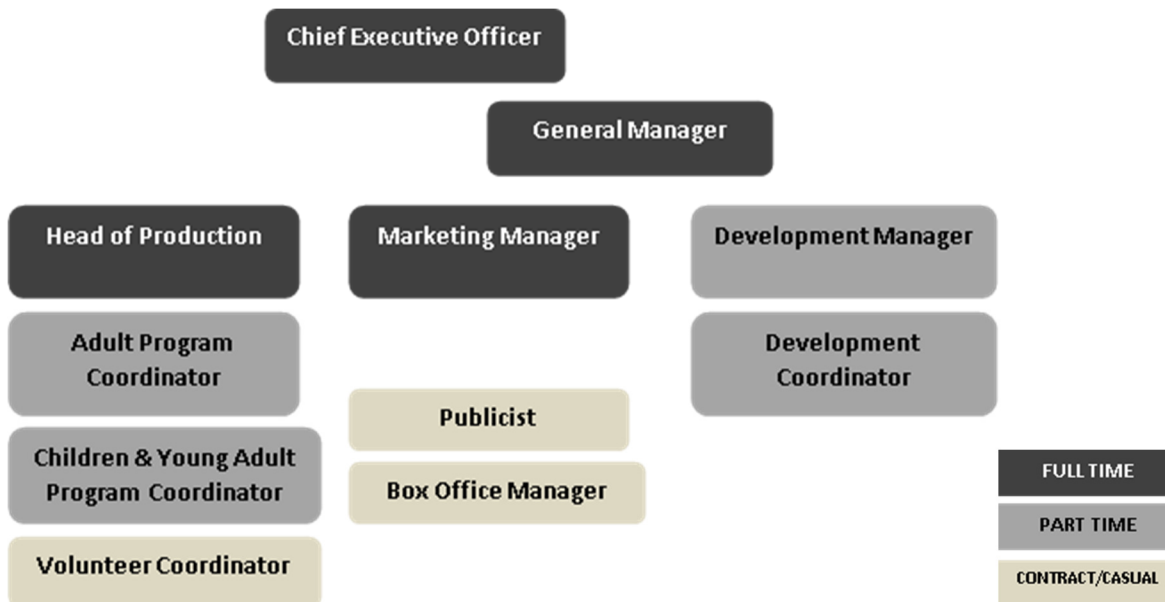 Chief Executive Officer
General Manager
Head of Production
Marketing Manager
Development Manager
Adult Program
Coordinator
Development
Coordinator
Publicist
Children & Young Adult
Program Coordinator
Box Office Manager
Volunteer Coordinator
FULL TIME
PART TIME
CONTRACT/CASUAL